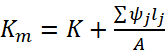 K_m = K + \frac{\sum \psi_j l_j}{A}